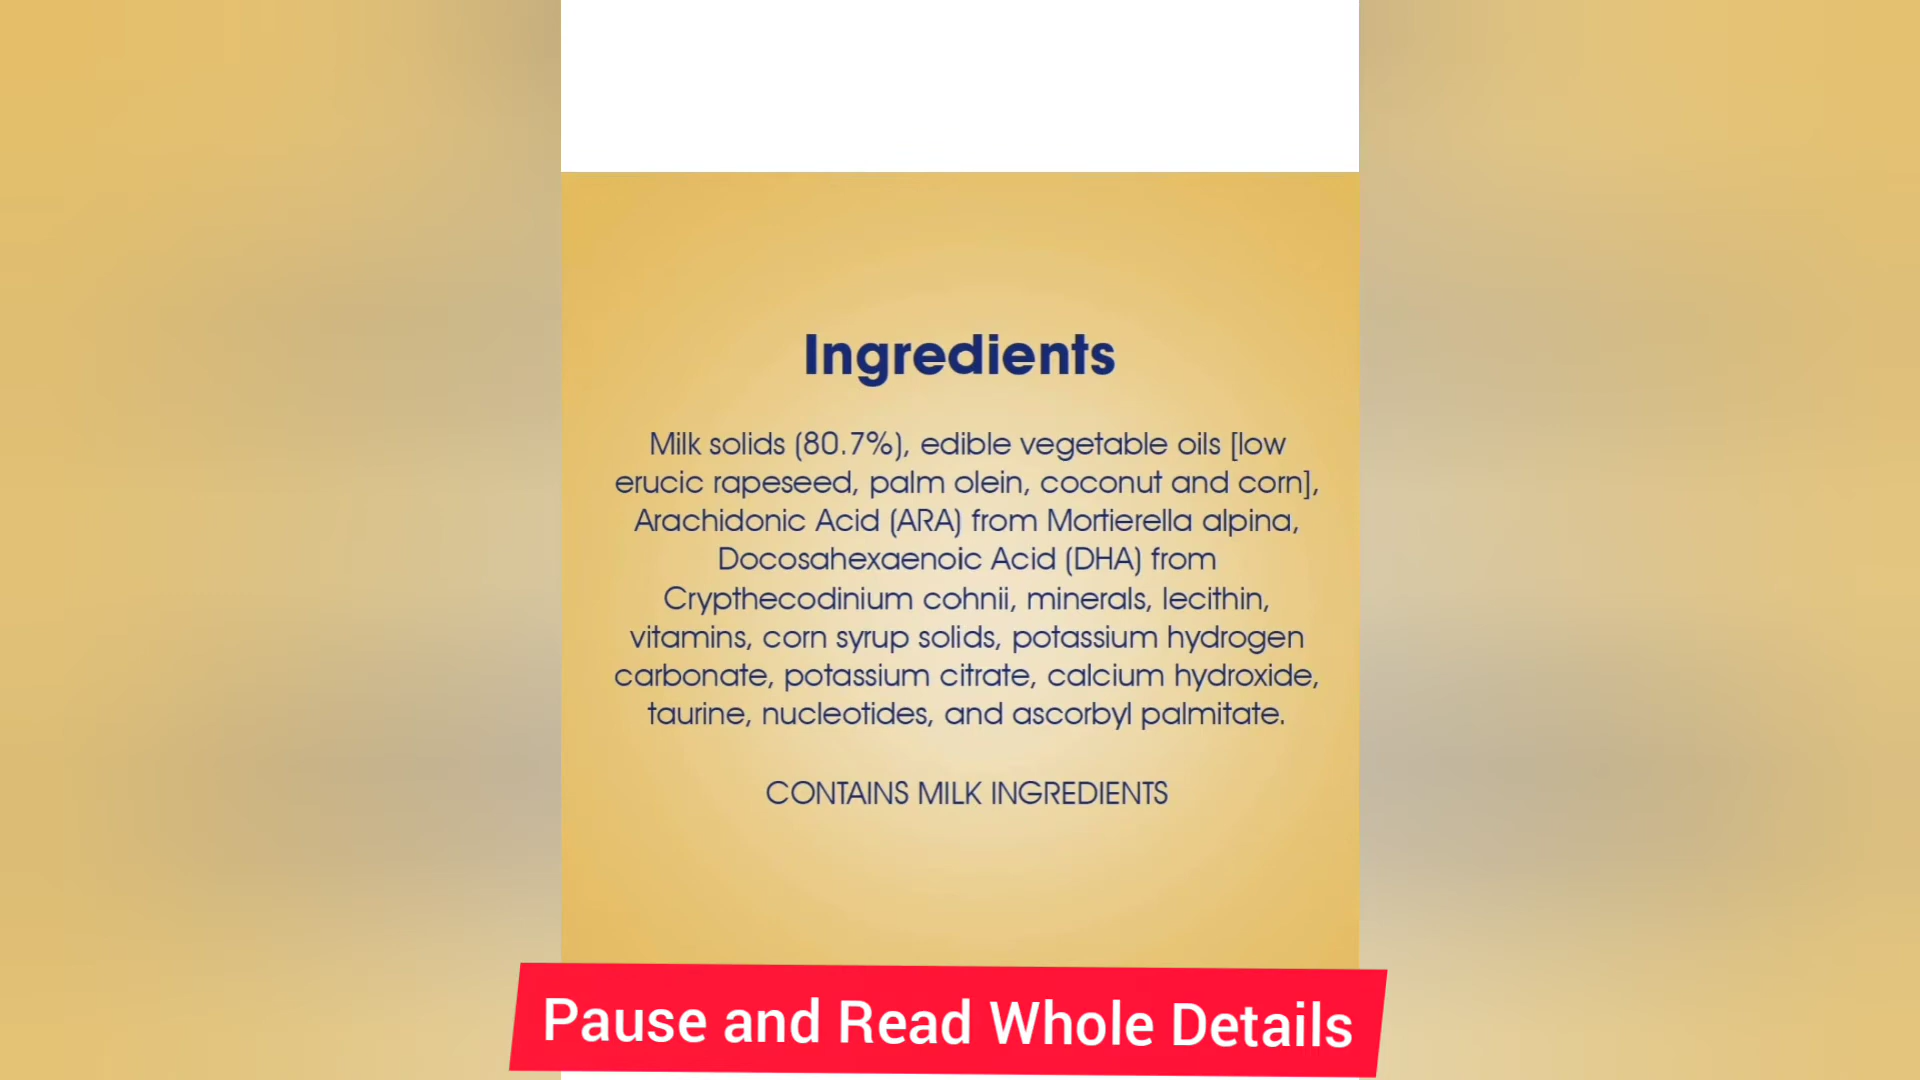 Ingredients
Milk solids (80.7%), edible vegetable oils [low
erucic rapeseed, palm olein, coconut and corn],
Arachidonic Acid (ARA) from Mortierella alpina,
Docosahexaenoic Acid (DHA) from
Crypthecodinium cohnii, minerals, lecithin,
vitamins, corn syrup solids, potassium hydrogen
carbonate, potassium citrate, calcium hydroxide,
taurine, nucleotides, and ascorbyl palmitate.
CONTAINS MILK INGREDIENTS
Pause and Read Whole Details